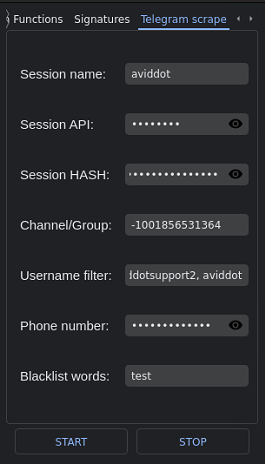 Functions Signatures Telegram scrape
Session name: aviddot
Session API: ••••••••
Session HASH: ••••••••••••••
Channel/Group: -1001856531364
Username filter: ldotsupport2, aviddot
Phone number: •••••••••••••
Blacklist words: test
START STOP